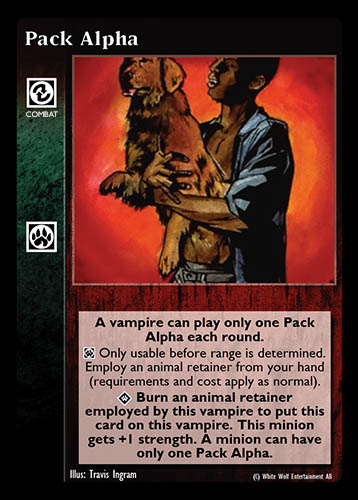 Pack Alpha
COMBAT
A vampire can play only one Pack
Alpha each round.
Only usable before range is determined.
Employ an animal retainer from your hand
(requirements and cost apply as normal).
Burn an animal retainer
employed by this vampire to put this
card on this vampire. This minion
gets +1 strength. A minion can have
only one Pack Alpha.
Illus: Travis Ingram
(C) White Wolf Entertainment AB